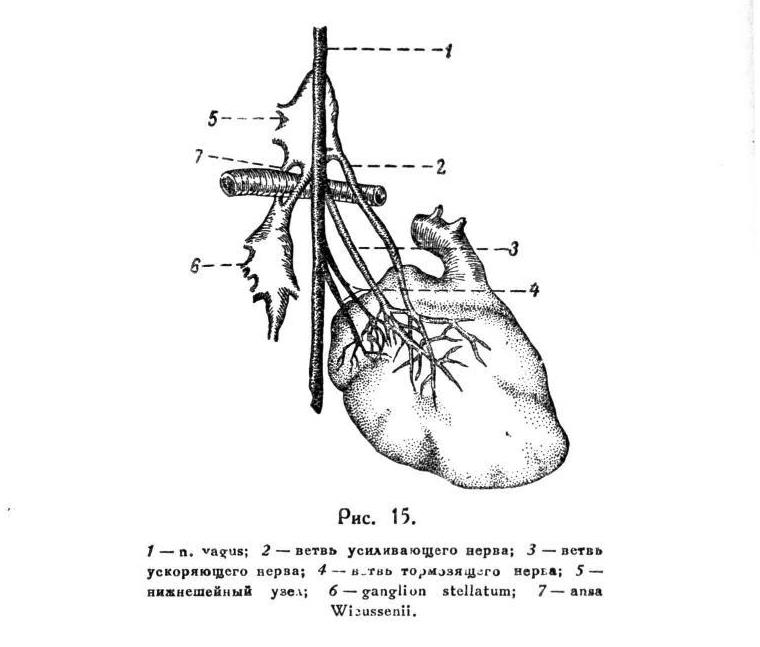 1
5
7
2
6
3
4
Рис. 15.
1 — n. vagus; 2 — ветвь усиливающего нерва; 3 — ветвь
ускоряющего нерва; 4 — ветвь тормозящего нерва; 5 —
нижнешейный узел; 6 — ganglion stellatum; 7 — ansa
Wieussenii.